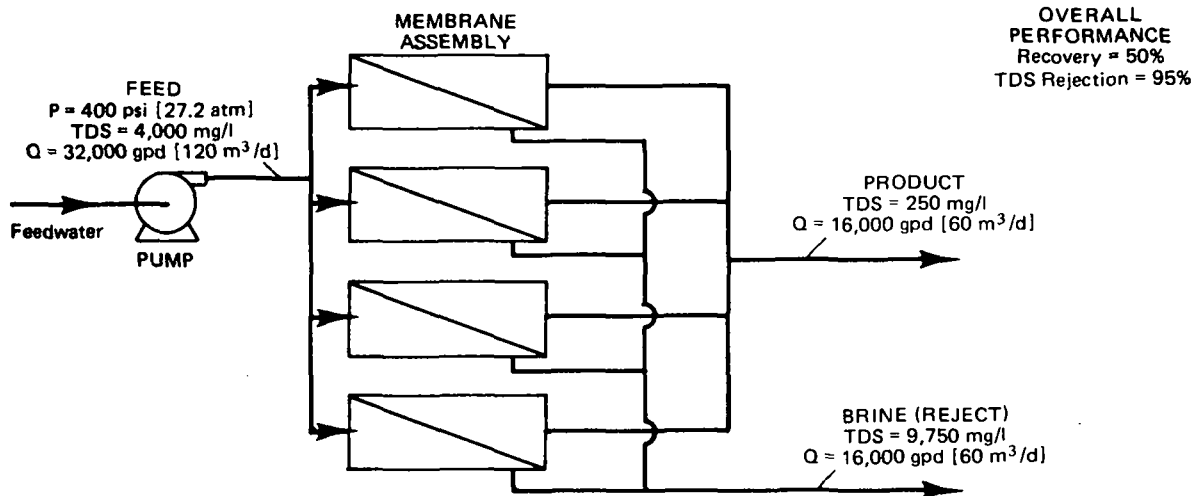 MEMBRANE
ASSEMBLY
OVERALL
PERFORMANCE
Recovery = 50%
TDS Rejection = 95%
FEED
P = 400 psi [27.2 atm]
TDS = 4,000 mg/l
Q = 32,000 gpd [120 m³/d]
Feedwater
PUMP
PRODUCT
TDS = 250 mg/l
Q = 16,000 gpd [60 m³/d]
BRINE (REJECT)
TDS = 9,750 mg/l
Q = 16,000 gpd [60 m³/d]